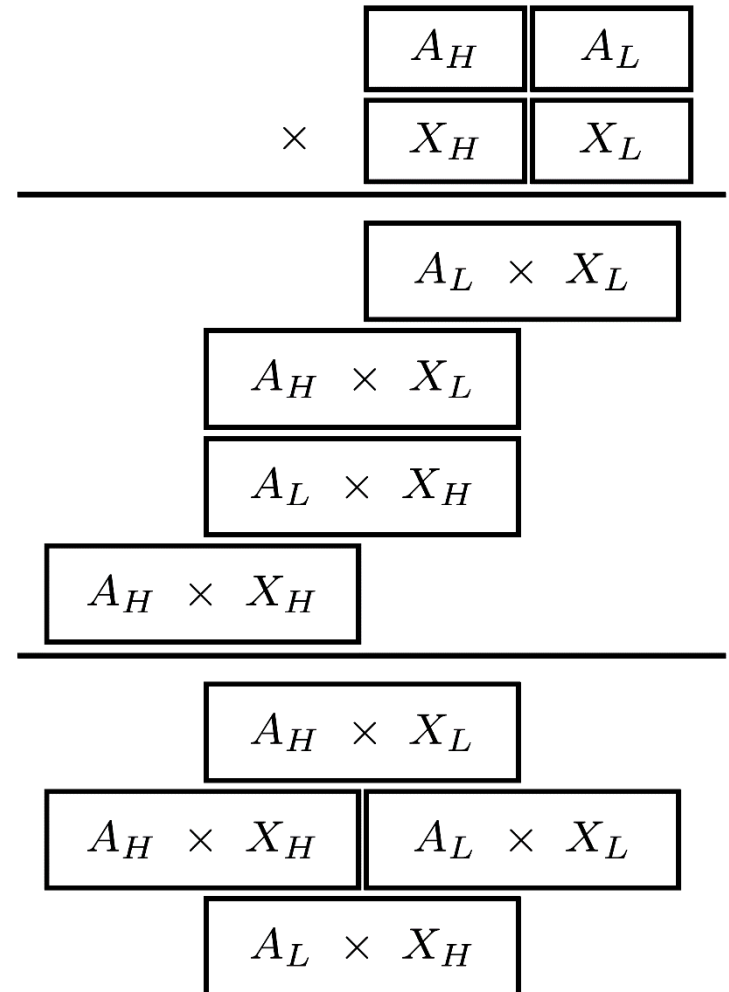 A_H A_L
× X_H X_L
A_L × X_L
A_H × X_L
A_L × X_H
A_H × X_H
A_H × X_L
A_H × X_H A_L × X_L
A_L × X_H